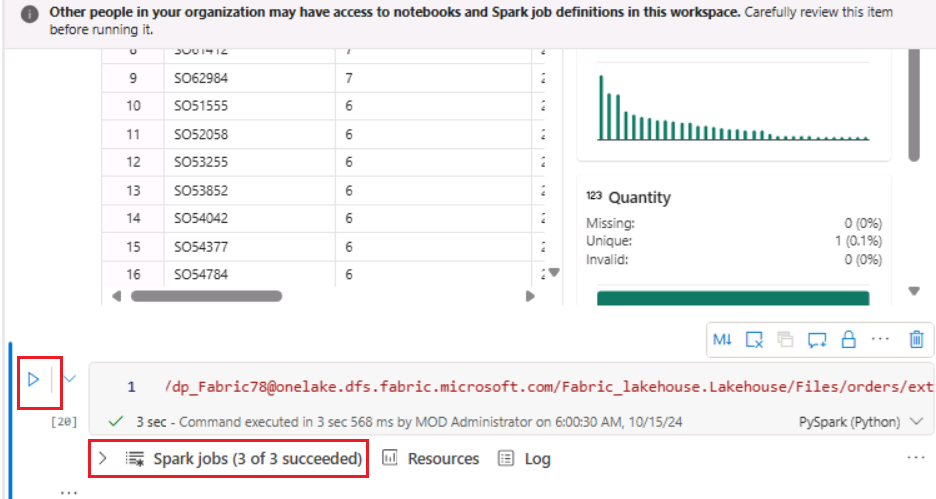 Other people in your organization may have access to notebooks and Spark job definitions in this workspace. Carefully review this item
before running it.
8 SO61412 7
9 SO62984 7 2
10 SO51555 6 2
11 SO52058 6 2
12 SO53255 6 2
13 SO53852 6 2
14 SO54042 6 2
15 SO54377 6 2
16 SO54784 6 2
123 Quantity
Missing: 0 (0%)
Unique: 1 (0.1%)
Invalid: 0 (0%)
M↓
1 /dp_Fabric78@onelake.dfs.fabric.microsoft.com/Fabric_lakehouse.Lakehouse/Files/orders/ext
[20] 3 sec - Command executed in 3 sec 568 ms by MOD Administrator on 6:00:30 AM, 10/15/24 PySpark (Python)
Spark jobs (3 of 3 succeeded) Resources Log ...
...